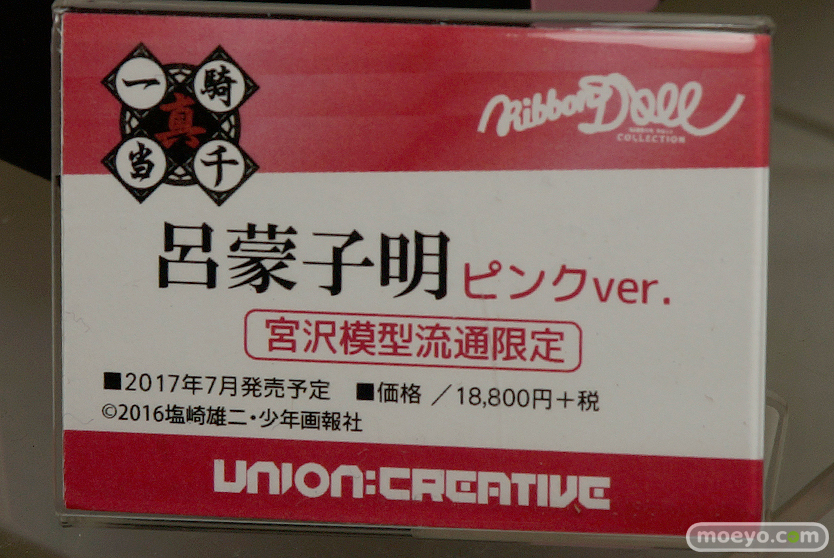 一騎
真
当千
Ribbon Doll
COLLECTION
呂蒙子明ピンクver.
宮沢模型流通限定
■2017年7月発売予定 ■価格／18,800円＋税
©2016塩崎雄二・少年画報社
UNION:CREATIVE
moeyo.com